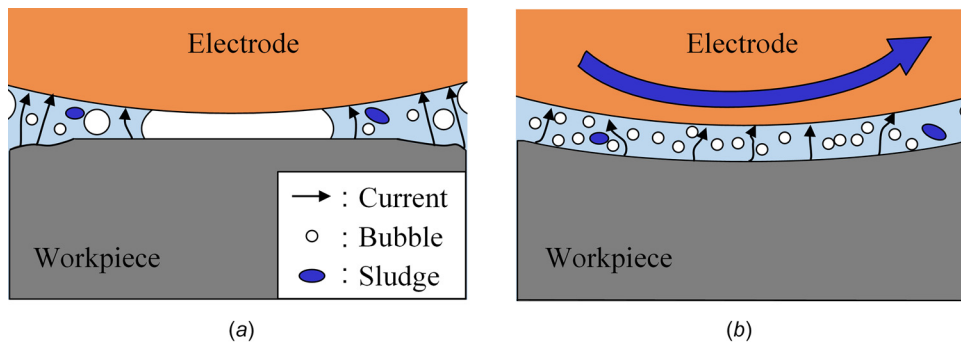 Electrode
Workpiece
: Current
: Bubble
: Sludge
(a)
Electrode
Workpiece
(b)